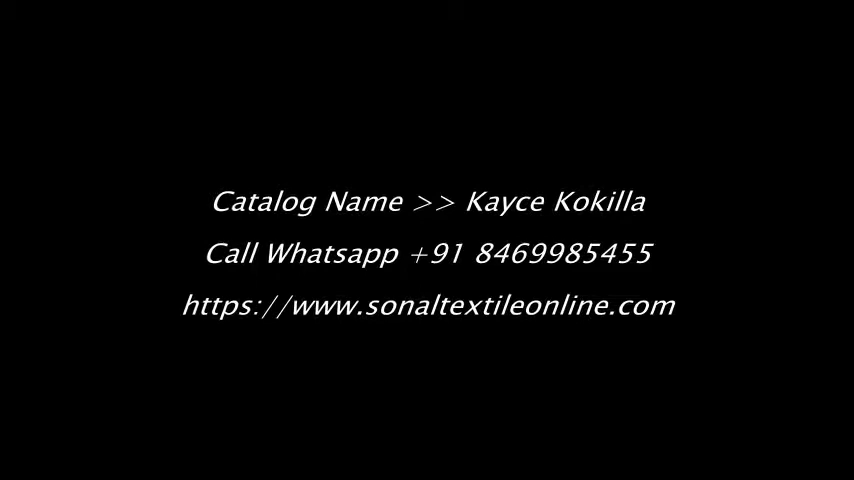 Catalog Name >> Kayce Kokilla
Call Whatsapp +91 8469985455
https://www.sonaltextileonline.com